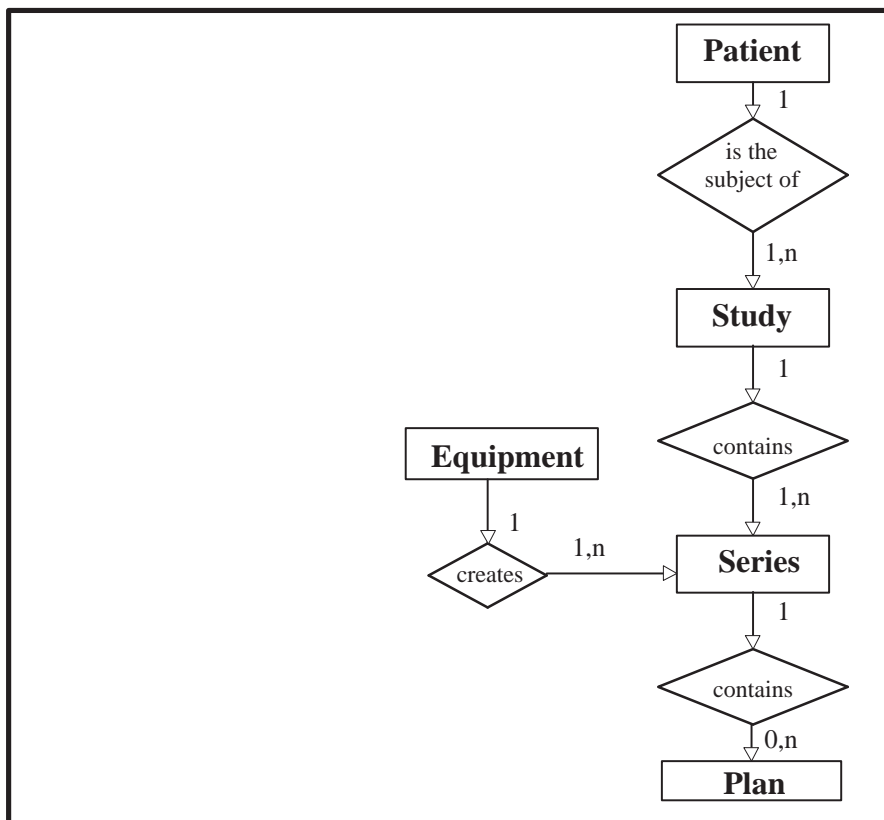 Patient
1
is the
subject of
1,n
Study
1
contains
Equipment
1,n
1
1,n
Series
creates
1
contains
0,n
Plan